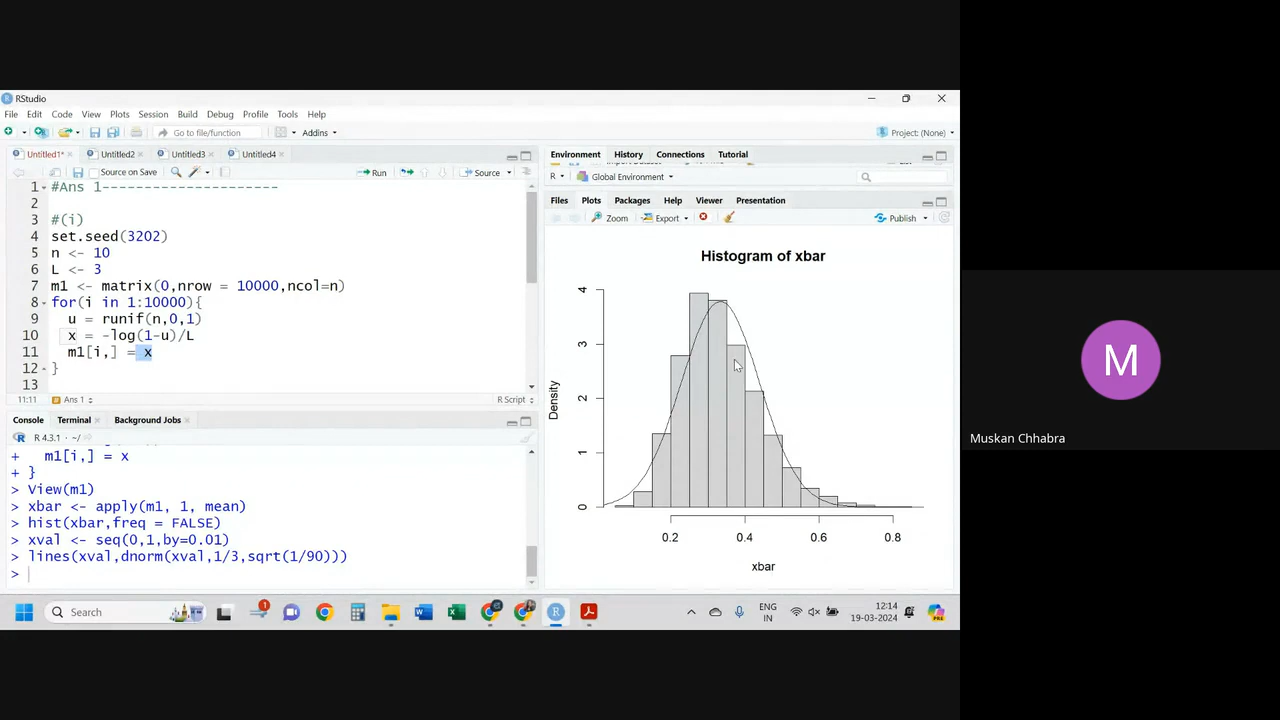 RStudio
File Edit Code View Plots Session Build Debug Profile Tools Help
Go to file/function Addins Project: (None)
Untitled1* Untitled2 Untitled3 Untitled4
Source on Save Run Source
1 #Ans 1---------------------
2
3 #(i)
4 set.seed(3202)
5 n <- 10
6 L <- 3
7 m1 <- matrix(0,nrow = 10000,ncol=n)
8 for(i in 1:10000){
9 u = runif(n,0,1)
10 x = -log(1-u)/L
11 m1[i,] = x
12 }
13
11:11 Ans 1 R Script
Console Terminal Background Jobs
R 4.3.1 · ~/
+ m1[i,] = x
+ }
> View(m1)
> xbar <- apply(m1, 1, mean)
> hist(xbar,freq = FALSE)
> xval <- seq(0,1,by=0.01)
> lines(xval,dnorm(xval,1/3,sqrt(1/90)))
>
Environment History Connections Tutorial
R Global Environment
Files Plots Packages Help Viewer Presentation
Zoom Export Publish
Histogram of xbar
Density
4
3
2
1
0
0.2 0.4 0.6 0.8
xbar
M
Muskan Chhabra
Search
1
W
X
R
ENG
IN
12:14
19-03-2024
PRE